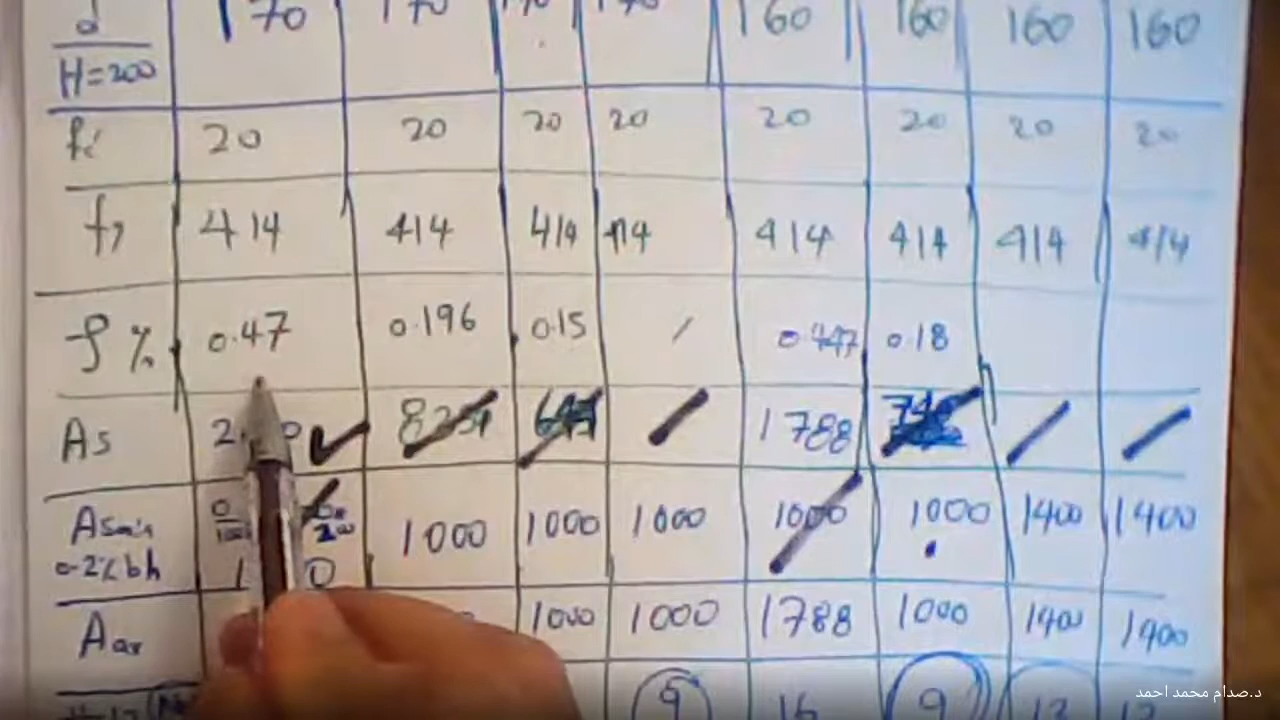 d 170 170 170 170 160 160 160 160
H=200
fc' 20 20 20 20 20 20 20 20
fy 414 414 414 414 414 414 414 414
ρ % 0.47 0.196 0.15 / 0.447 0.18
As 1788
Asmin 1000 1000 1000 1000 1000 1400 1400
0.2% bh
1000 1000 1788 1000 1400 1400
9 16 9 13
د.صدام محمد احمد